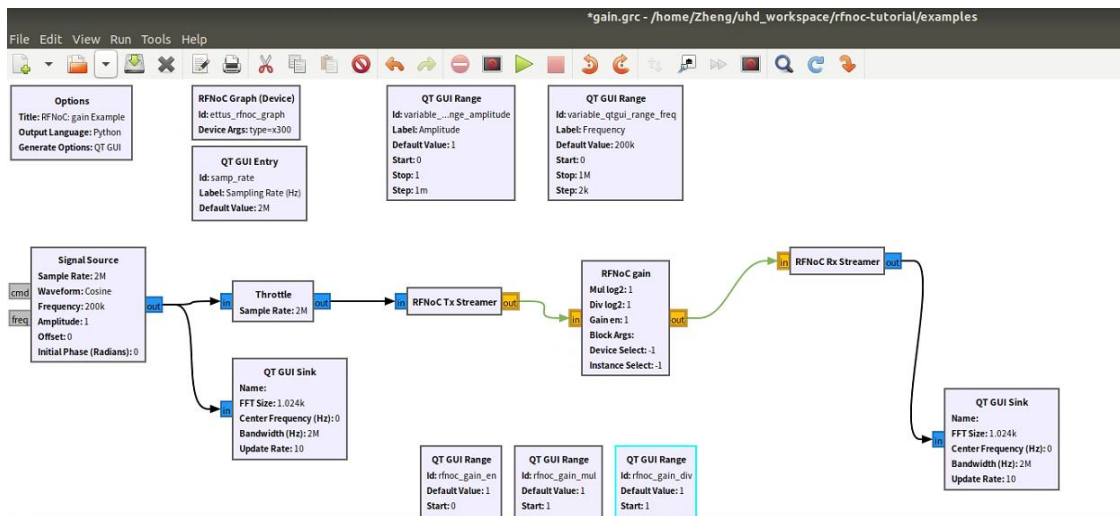 *gain.grc - /home/Zheng/uhd_workspace/rfnoc-tutorial/examples
File Edit View Run Tools Help
Options
Title: RFNoC: gain Example
Output Language: Python
Generate Options: QT GUI
RFNoC Graph (Device)
Id: ettus_rfnoc_graph
Device Args: type=x300
QT GUI Entry
Id: samp_rate
Label: Sampling Rate (Hz)
Default Value: 2M
QT GUI Range
Id: variable_...nge_amplitude
Label: Amplitude
Default Value: 1
Start: 0
Stop: 1
Step: 1m
QT GUI Range
Id: variable_qtgui_range_freq
Label: Frequency
Default Value: 200k
Start: 0
Stop: 1M
Step: 2k
cmd
freq
Signal Source
Sample Rate: 2M
Waveform: Cosine
Frequency: 200k
Amplitude: 1
Offset: 0
Initial Phase (Radians): 0
out
in
Throttle
Sample Rate: 2M
out
in
RFNoC Tx Streamer
out
in
RFNoC gain
Mul log2: 1
Div log2: 1
Gain en: 1
Block Args:
Device Select: -1
Instance Select: -1
out
in
RFNoC Rx Streamer
out
in
QT GUI Sink
Name:
FFT Size: 1.024k
Center Frequency (Hz): 0
Bandwidth (Hz): 2M
Update Rate: 10
in
QT GUI Sink
Name:
FFT Size: 1.024k
Center Frequency (Hz): 0
Bandwidth (Hz): 2M
Update Rate: 10
QT GUI Range
Id: rfnoc_gain_en
Default Value: 1
Start: 0
QT GUI Range
Id: rfnoc_gain_mul
Default Value: 1
Start: 1
QT GUI Range
Id: rfnoc_gain_div
Default Value: 1
Start: 1